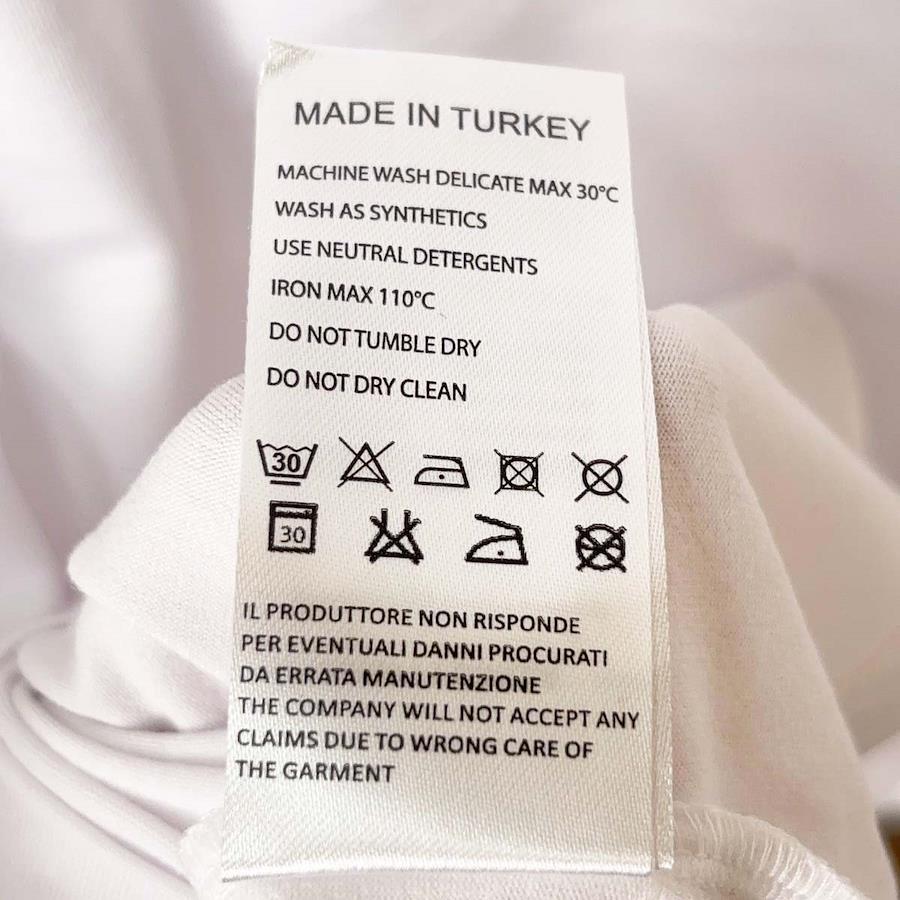 MADE IN TURKEY
MACHINE WASH DELICATE MAX 30°C
WASH AS SYNTHETICS
USE NEUTRAL DETERGENTS
IRON MAX 110°C
DO NOT TUMBLE DRY
DO NOT DRY CLEAN
30
30
IL PRODUTTORE NON RISPONDE
PER EVENTUALI DANNI PROCURATI
DA ERRATA MANUTENZIONE
THE COMPANY WILL NOT ACCEPT ANY
CLAIMS DUE TO WRONG CARE OF
THE GARMENT